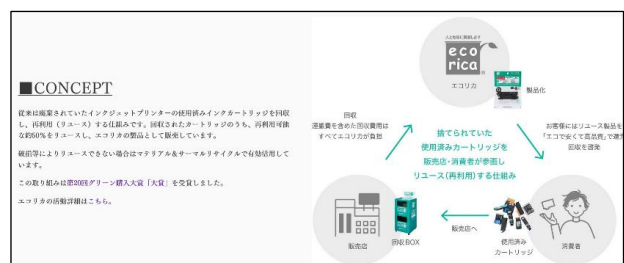 ■CONCEPT
従来は廃棄されていたインクジェットプリンターの使用済みインクカートリッジを回収
し、再利用（リユース）する仕組みです。回収されたカートリッジのうち、再利用可能
な約50%をリユースし、エコリカの製品として販売しています。
破損等によりリユースできない場合はマテリアル&サーマルリサイクルで有効活用して
います。
この取り組みは第20回グリーン購入大賞「大賞」を受賞しました。
エコリカの活動詳細はこちら。
eco
rica
エコリカ
製品化
回収
運搬費を含めた回収費用は
すべてエコリカが負担
捨てられていた
使用済みカートリッジを
販売店・消費者が参画し
リユース(再利用)する仕組み
お客様にはリユース製品を
「エコで安くて高品質」で
回収を啓発
販売店
回収BOX
販売店へ
使用済み
カートリッジ
消費者